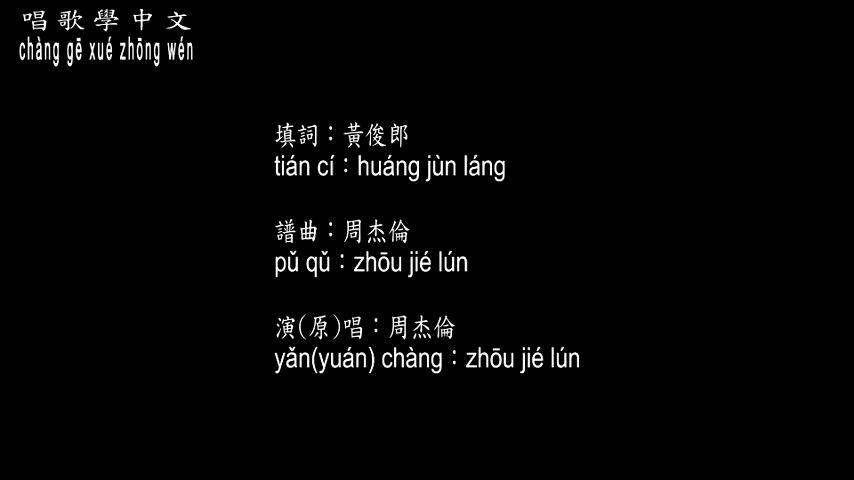 唱歌學中文
chàng gē xué zhōng wén
填詞：黃俊郎
tián cí：huáng jùn láng
譜曲：周杰倫
pǔ qǔ：zhōu jié lún
演(原)唱：周杰倫
yǎn(yuán) chàng：zhōu jié lún